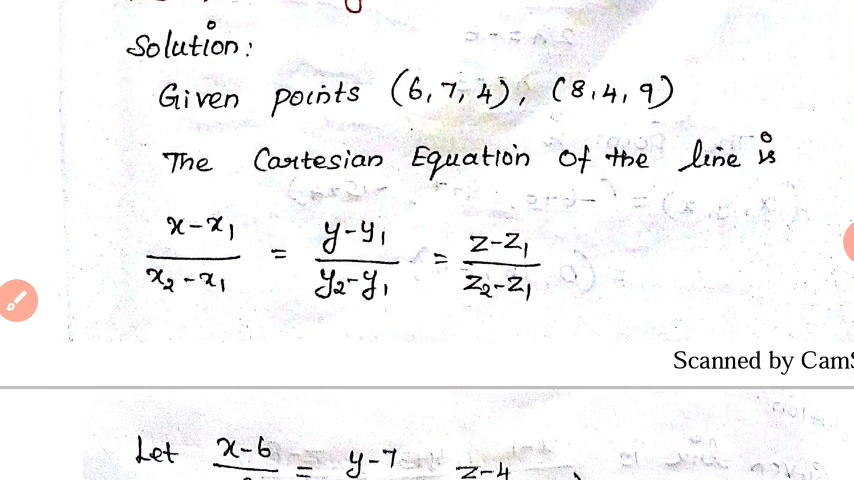 Solution:
Given points (6,7,4), (8,4,9)
The Cartesian Equation of the line is
x-x₁/x₂-x₁ = y-y₁/y₂-y₁ = z-z₁/z₂-z₁
Scanned by Cam
Let x-6 = y-7 z-4